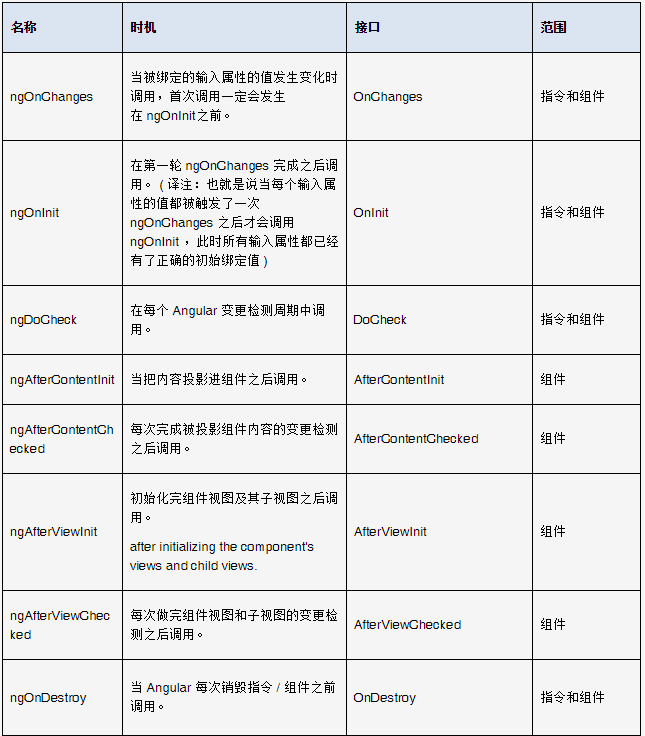 名称 时机 接口 范围
ngOnChanges
当被绑定的输入属性的值发生变化时
调用，首次调用一定会发生
在 ngOnInit之前。
OnChanges
指令和组件
ngOnInit
在第一轮 ngOnChanges 完成之后调
用。 ( 译注：也就是说当每个输入属
性的值都被触发了一次
ngOnChanges 之后才会调用
ngOnInit ，此时所有输入属性都已经
有了正确的初始绑定值 )
OnInit
指令和组件
ngDoCheck
在每个 Angular 变更检测周期中调
用。
DoCheck
指令和组件
ngAfterContentInit
当把内容投影进组件之后调用。
AfterContentInit
组件
ngAfterContentCh
ecked
每次完成被投影组件内容的变更检测
之后调用。
AfterContentChecked
组件
ngAfterViewInit
初始化完组件视图及其子视图之后调
用。
after initializing the component's
views and child views.
AfterViewInit
组件
ngAfterViewChec
ked
每次做完组件视图和子视图的变更检
测之后调用。
AfterViewChecked
组件
ngOnDestroy
当 Angular 每次销毁指令 / 组件之前
调用。
OnDestroy
指令和组件